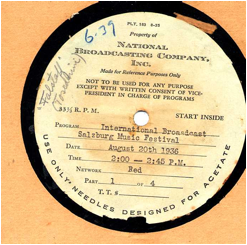 PLY. 103 8-35
6-39
Property of
NATIONAL
BROADCASTING COMPANY,
INC.
Made for Reference Purposes Only
NOT TO BE USED FOR ANY PURPOSE
EXCEPT WITH WRITTEN CONSENT OF VICE-
PRESIDENT IN CHARGE OF PROGRAMS
33⅓ R.P.M. START INSIDE
PROGRAM International Broadcast
Salzburg Music Festival
DATE August 20th 1936
TIME 2:00 — 2:45 P.M.
NETWORK Red
PART 1 OF 4
T.T.S
USE ONLY NEEDLES DESIGNED FOR ACETATE